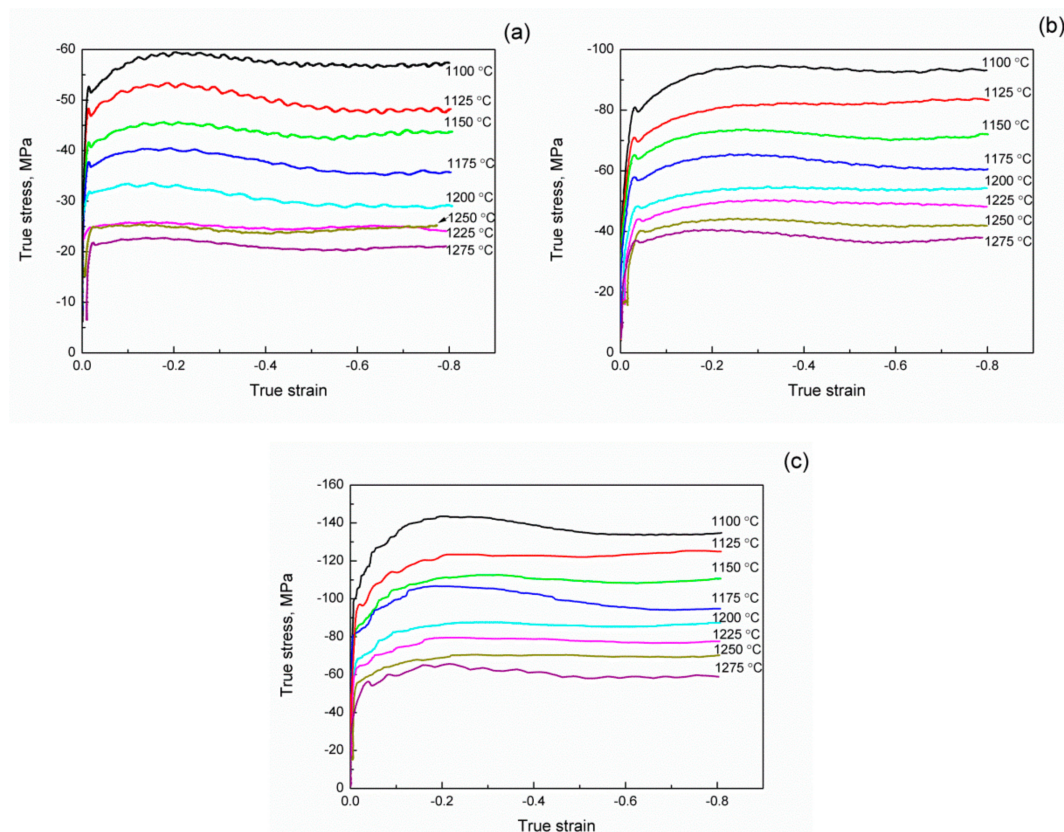 (a)
-60
-50
-40
-30
-20
-10
0
0.0 -0.2 -0.4 -0.6 -0.8
True stress, MPa
True strain
1100 °C
1125 °C
1150 °C
1175 °C
1200 °C
1250 °C
1225 °C
1275 °C
(b)
-100
-80
-60
-40
-20
0
0.0 -0.2 -0.4 -0.6 -0.8
True stress, MPa
True strain
1100 °C
1125 °C
1150 °C
1175 °C
1200 °C
1225 °C
1250 °C
1275 °C
(c)
-160
-140
-120
-100
-80
-60
-40
-20
0
0.0 -0.2 -0.4 -0.6 -0.8
True stress, MPa
True strain
1100 °C
1125 °C
1150 °C
1175 °C
1200 °C
1225 °C
1250 °C
1275 °C